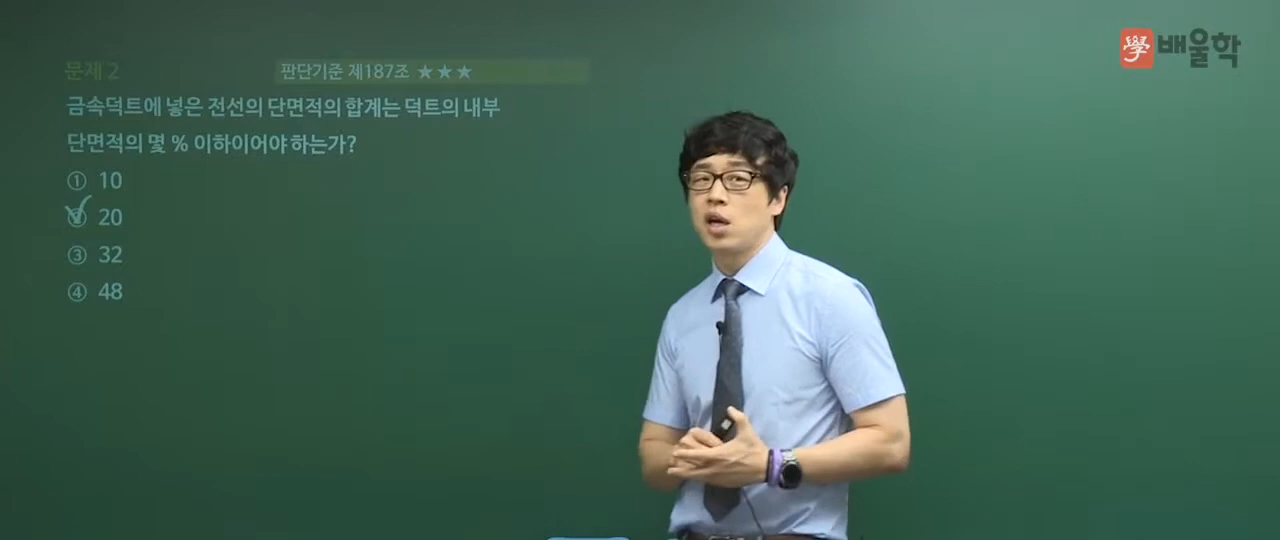 學 배울학
문제 2
판단기준 제187조 ★★★
금속덕트에 넣은 전선의 단면적의 합계는 덕트의 내부
단면적의 몇 % 이하이어야 하는가?
① 10
② 20
③ 32
④ 48